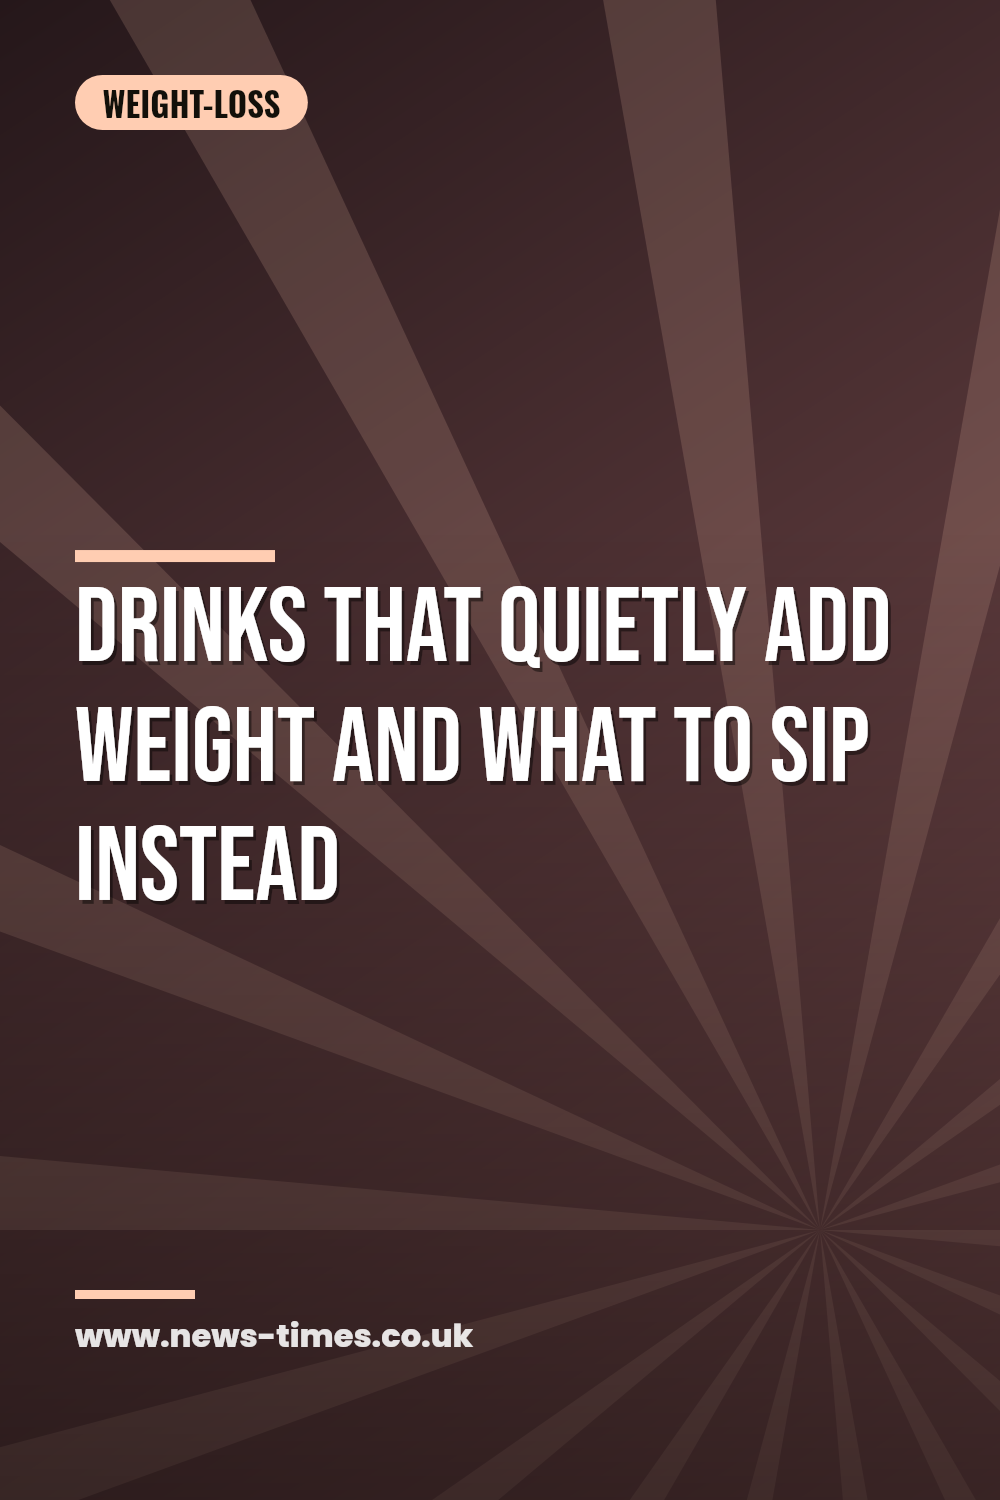 WEIGHT-LOSS
DRINKS THAT QUIETLY ADD
WEIGHT AND WHAT TO SIP
INSTEAD
www.news-times.co.uk